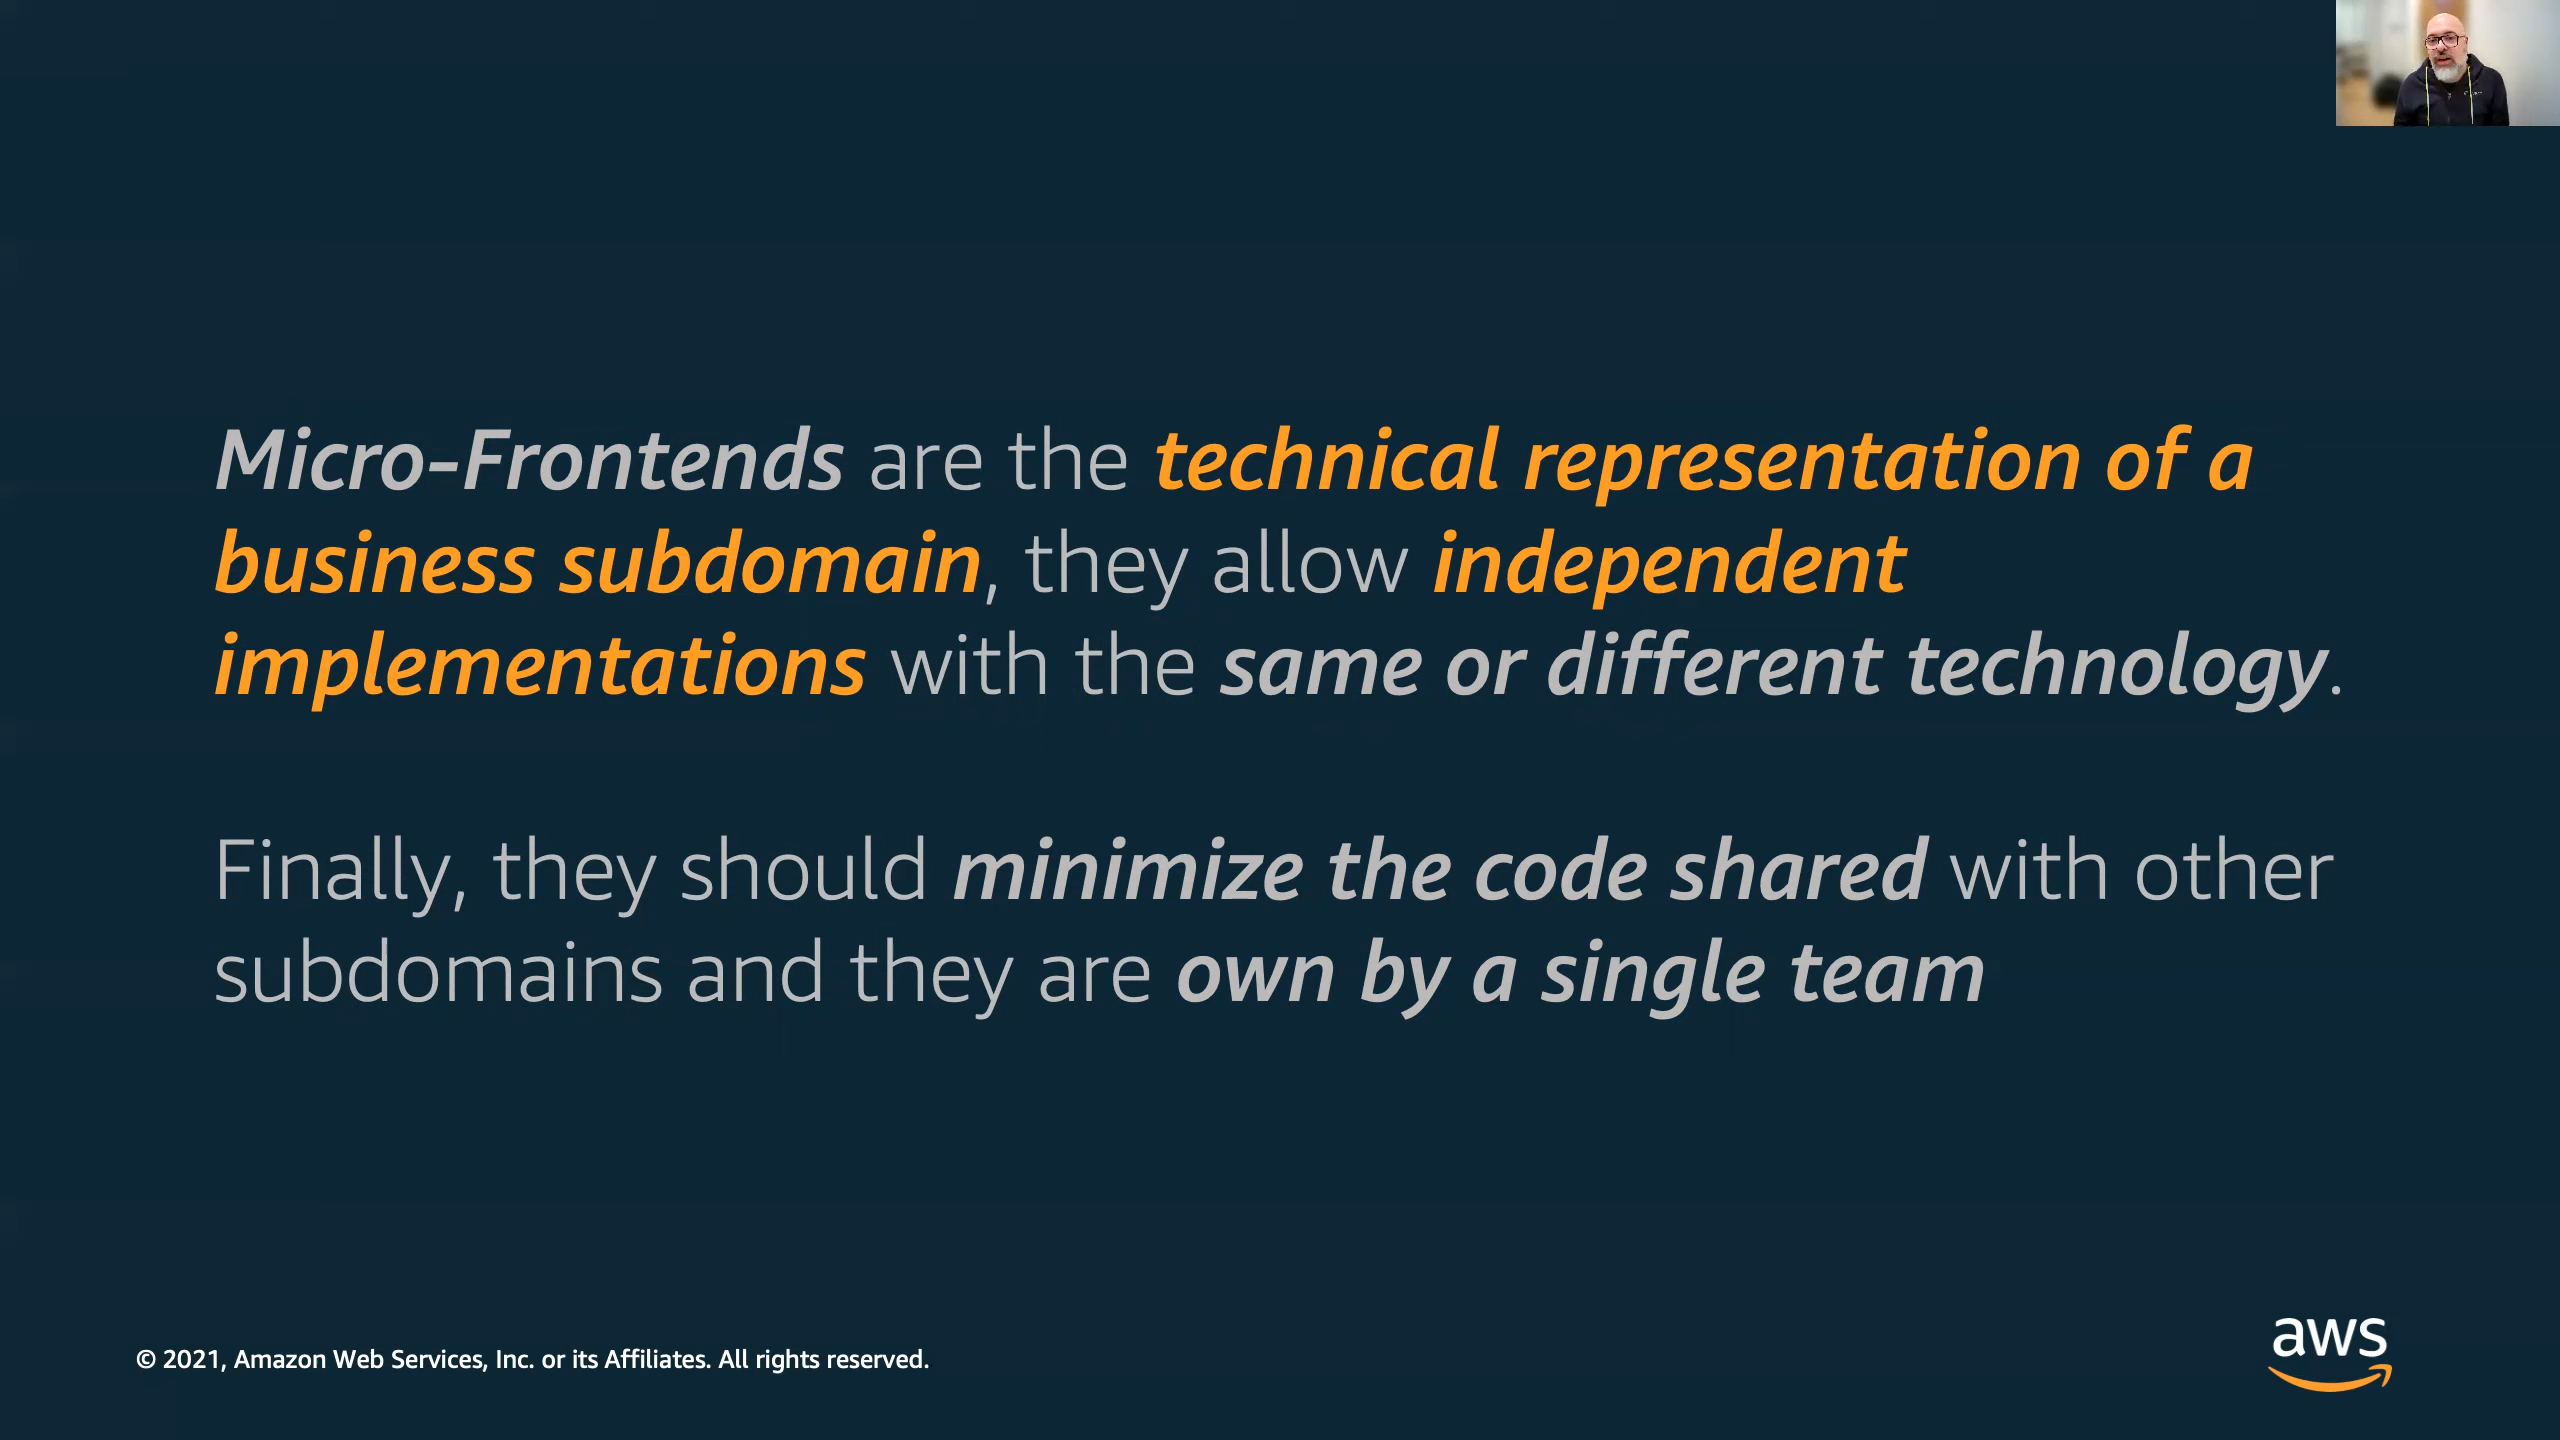 Micro-Frontends are the technical representation of a
business subdomain, they allow independent
implementations with the same or different technology.
Finally, they should minimize the code shared with other
subdomains and they are own by a single team
© 2021, Amazon Web Services, Inc. or its Affiliates. All rights reserved.
aws